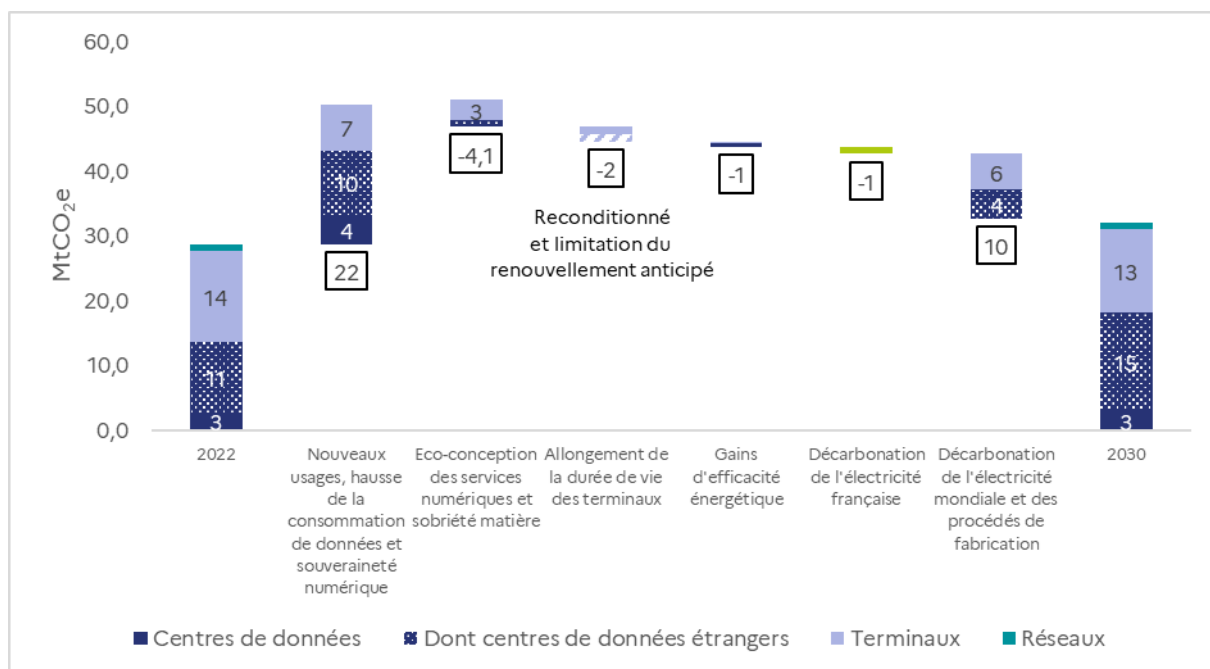 60,0
50,0
40,0
30,0
20,0
10,0
0,0
MtCO₂e
14
11
3
7
10
4
22
3
-4,1
-2
Reconditionné
et limitation du
renouvellement anticipé
-1
-1
6
4
10
13
15
3
2022
Nouveaux
usages, hausse
de la
consommation
de données et
souveraineté
numérique
Eco-conception
des services
numériques et
sobriété matière
Allongement de
la durée de vie
des terminaux
Gains
d'efficacité
énergétique
Décarbonation
de l'électricité
française
Décarbonation
de l'électricité
mondiale et des
procédés de
fabrication
2030
Centres de données
Dont centres de données étrangers
Terminaux
Réseaux